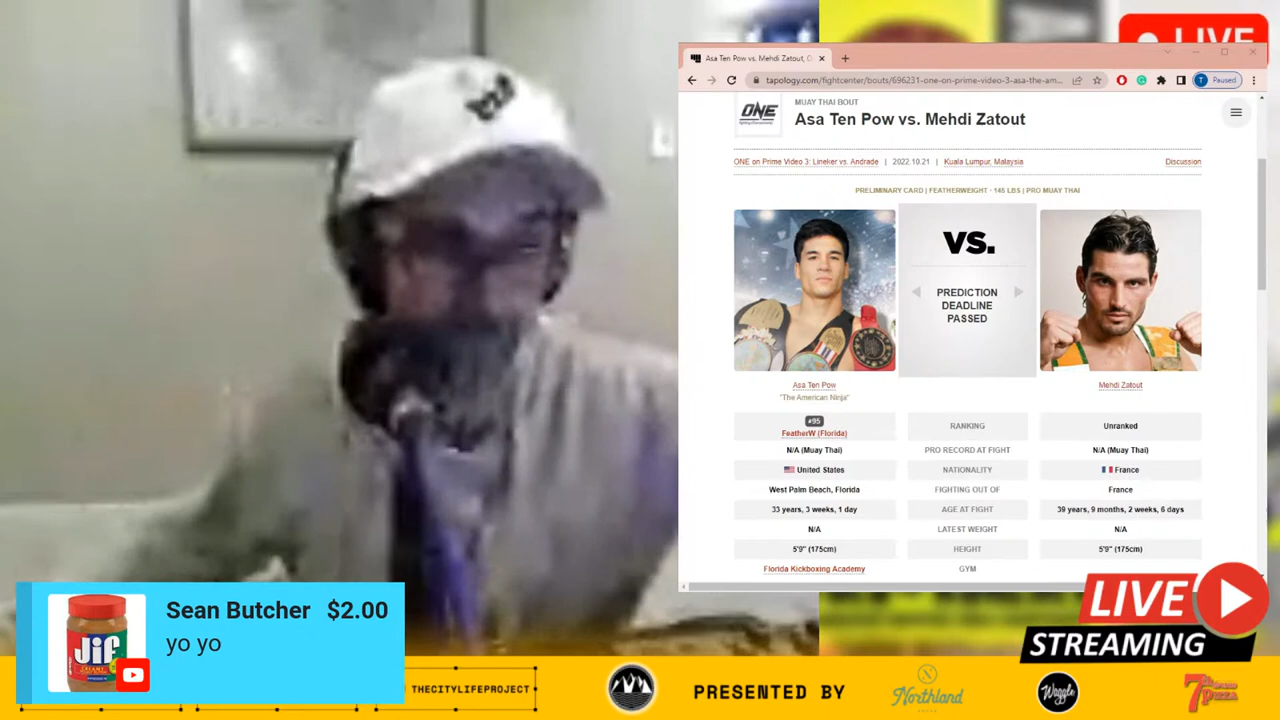 LIVE
Asa Ten Pow vs. Mehdi Zatout, O
tapology.com/fightcenter/bouts/696231-one-on-prime-video-3-asa-the-am...
Paused
ONE
MUAY THAI BOUT
Asa Ten Pow vs. Mehdi Zatout
ONE on Prime Video 3: Lineker vs. Andrade | 2022.10.21 | Kuala Lumpur, Malaysia
Discussion
PRELIMINARY CARD | FEATHERWEIGHT · 145 LBS | PRO MUAY THAI
VS.
PREDICTION
DEADLINE
PASSED
Asa Ten Pow
"The American Ninja"
Mehdi Zatout
#95
FeatherW (Florida)
RANKING
Unranked
N/A (Muay Thai)
PRO RECORD AT FIGHT
N/A (Muay Thai)
United States
NATIONALITY
France
West Palm Beach, Florida
FIGHTING OUT OF
France
33 years, 3 weeks, 1 day
AGE AT FIGHT
39 years, 9 months, 2 weeks, 6 days
N/A
LATEST WEIGHT
N/A
5'9" (175cm)
HEIGHT
5'9" (175cm)
Florida Kickboxing Academy
GYM
Jif
CREAMY
Sean Butcher $2.00
yo yo
LIVE
STREAMING
THECITYLIFEPROJECT
PRESENTED BY
Northland
Waggle
7th
PIZZA